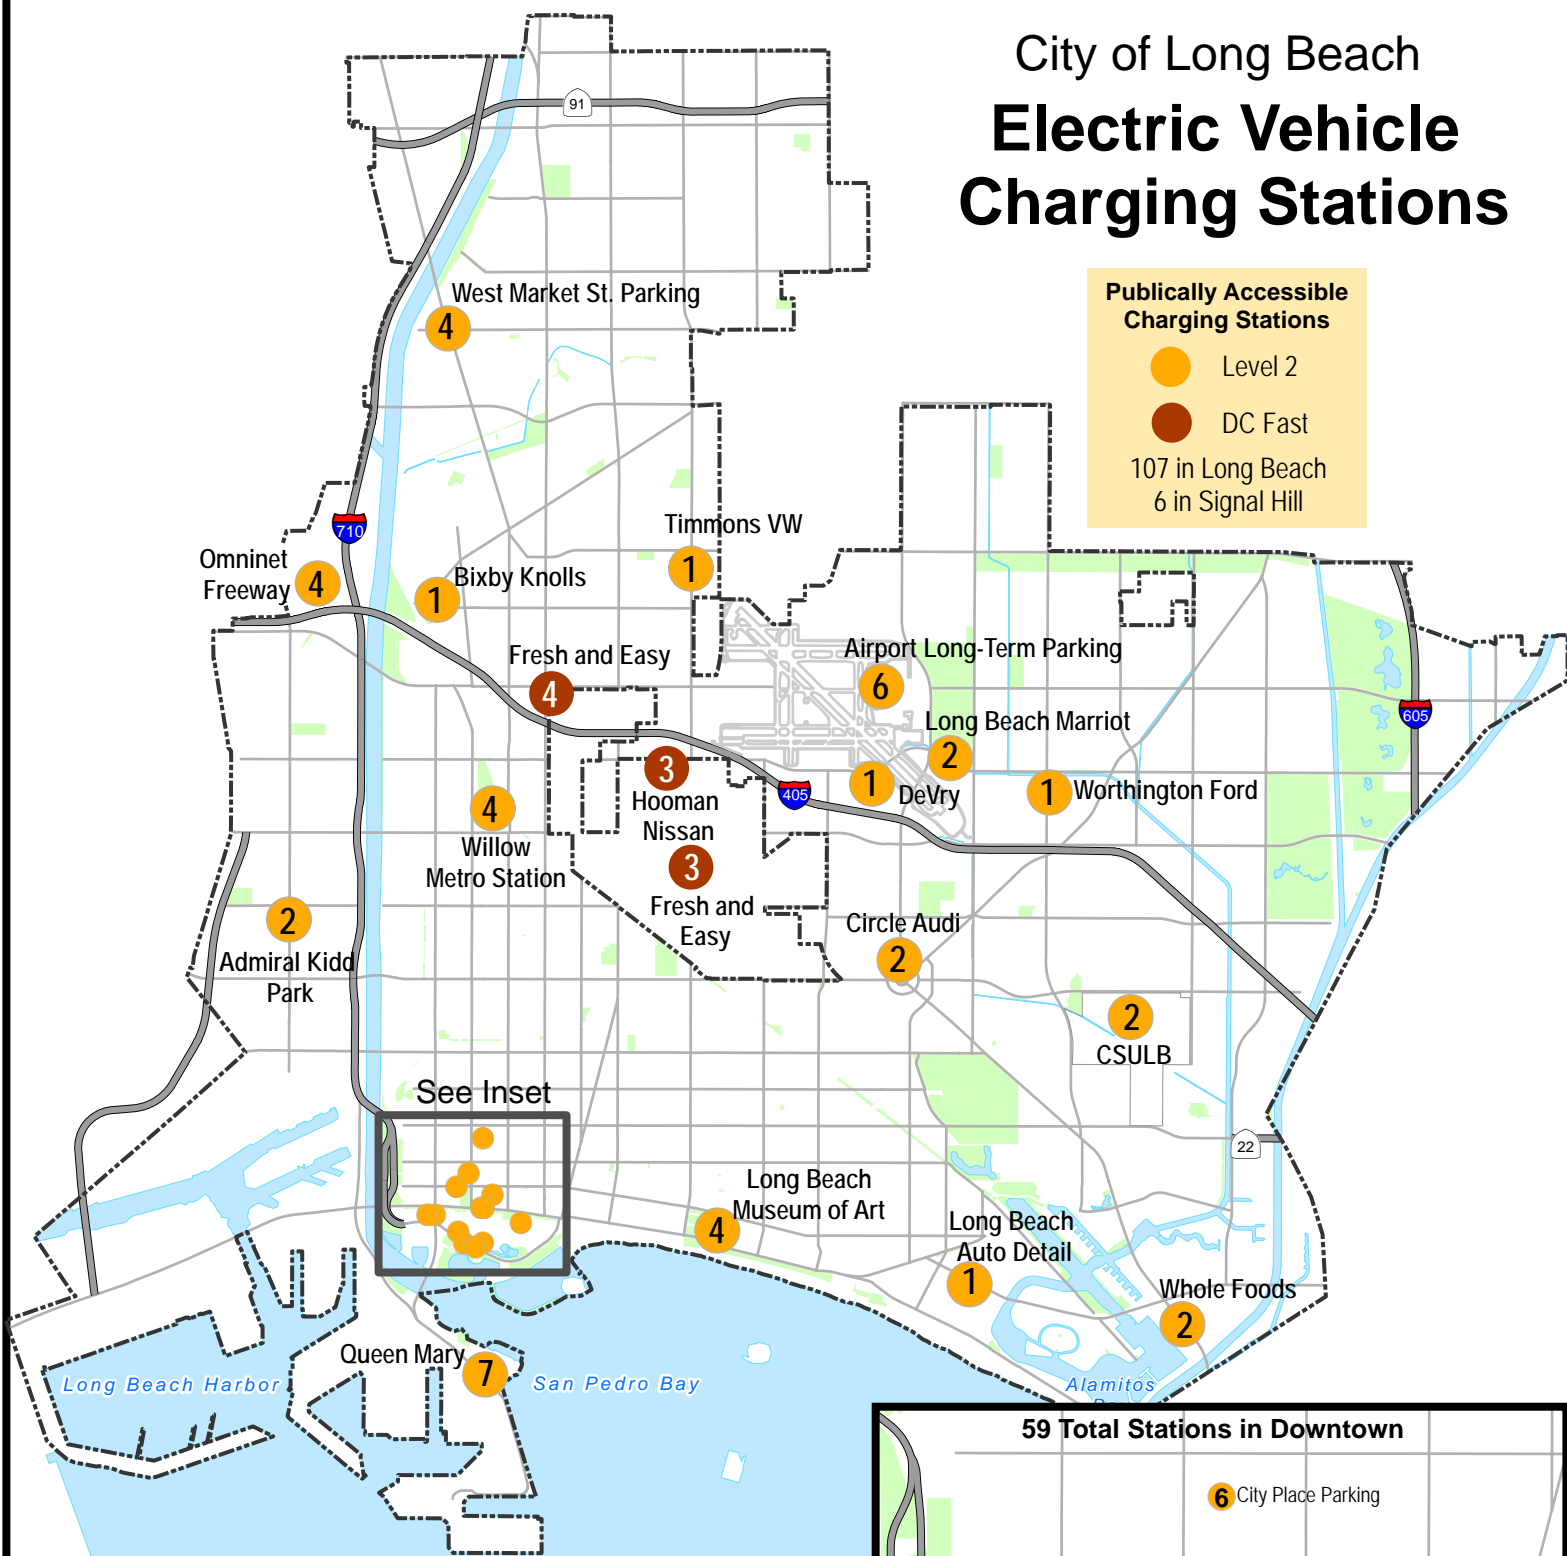 City of Long Beach
Electric Vehicle
Charging Stations
Publically Accessible
Charging Stations
Level 2
DC Fast
107 in Long Beach
6 in Signal Hill
91
West Market St. Parking
4
710
Timmons VW
1
Omninet
Freeway
4
Bixby Knolls
1
Fresh and Easy
4
Airport Long-Term Parking
6
605
Long Beach Marriot
2
3
Hooman
Nissan
405
1
DeVry
1
Worthington Ford
4
Willow
Metro Station
3
Fresh and
Easy
2
Admiral Kidd
Park
Circle Audi
2
2
CSULB
See Inset
22
Long Beach
Museum of Art
4
Long Beach
Auto Detail
1
Whole Foods
2
Queen Mary
7
Long Beach Harbor
San Pedro Bay
Alamitos
59 Total Stations in Downtown
6
City Place Parking